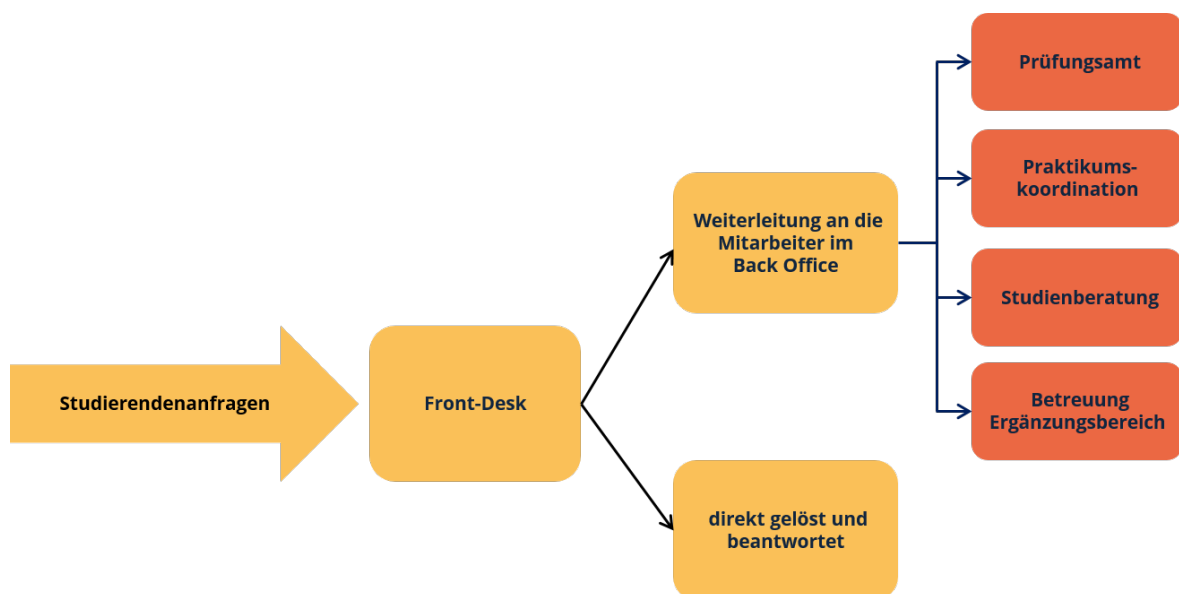 Studierendenanfragen
Front-Desk
Weiterleitung an die
Mitarbeiter im
Back Office
direkt gelöst und
beantwortet
Prüfungsamt
Praktikums-
koordination
Studienberatung
Betreuung
Ergänzungsbereich